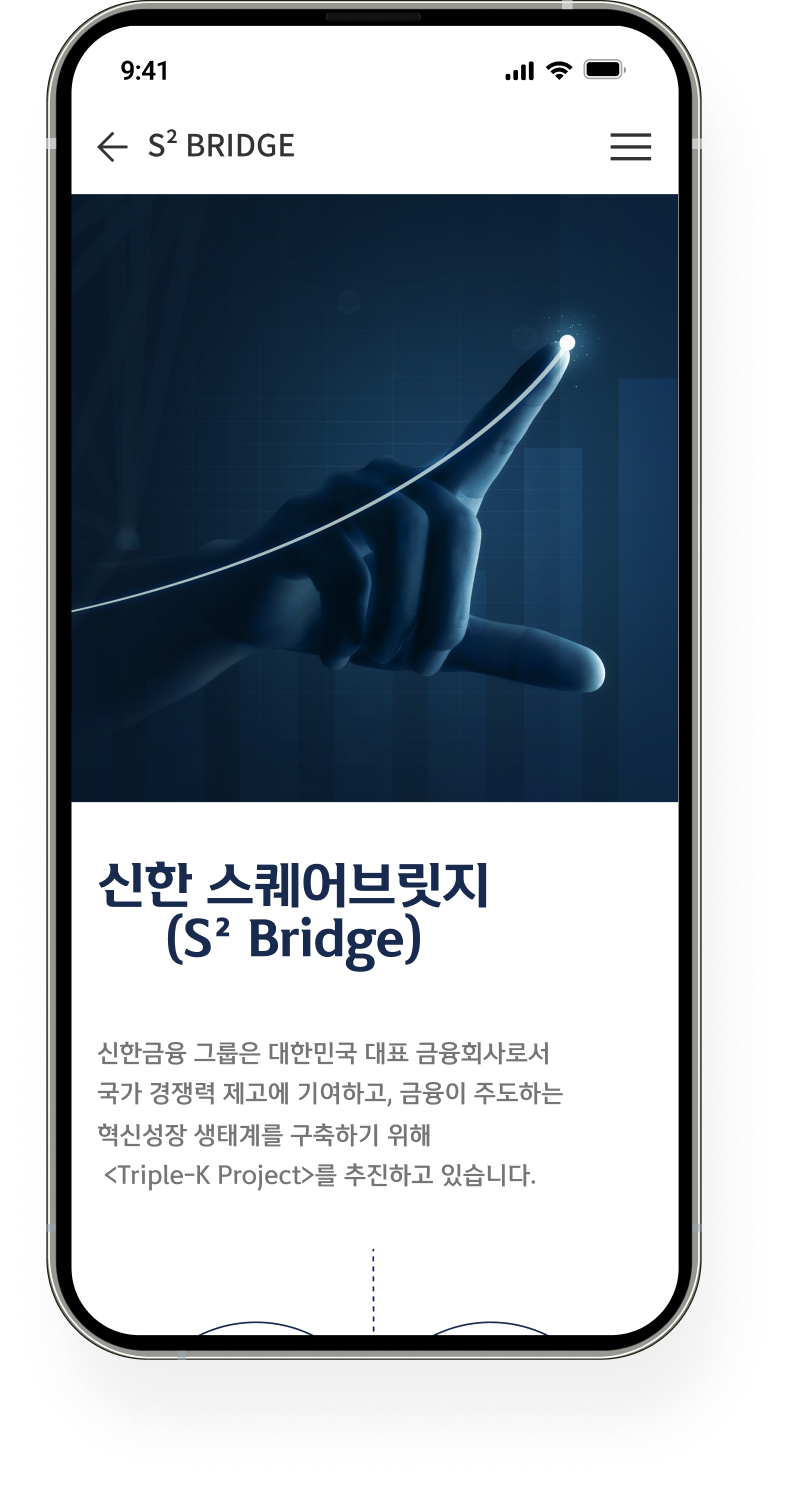 9:41
S² BRIDGE
신한 스퀘어브릿지
(S² Bridge)
신한금융 그룹은 대한민국 대표 금융회사로서
국가 경쟁력 제고에 기여하고, 금융이 주도하는
혁신성장 생태계를 구축하기 위해
<Triple-K Project>를 추진하고 있습니다.